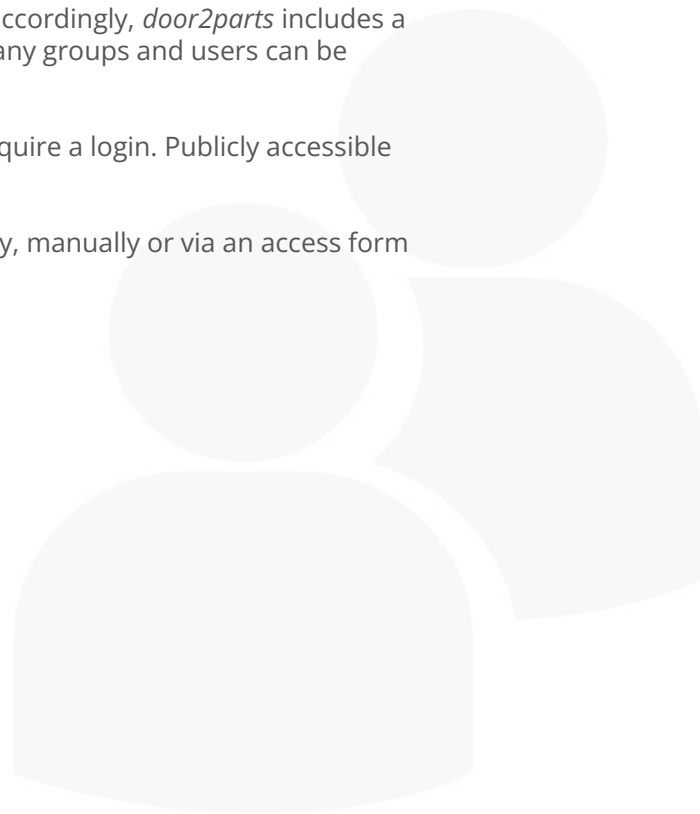 ccordingly, door2parts includes a
any groups and users can be
quire a login. Publicly accessible
y, manually or via an access form